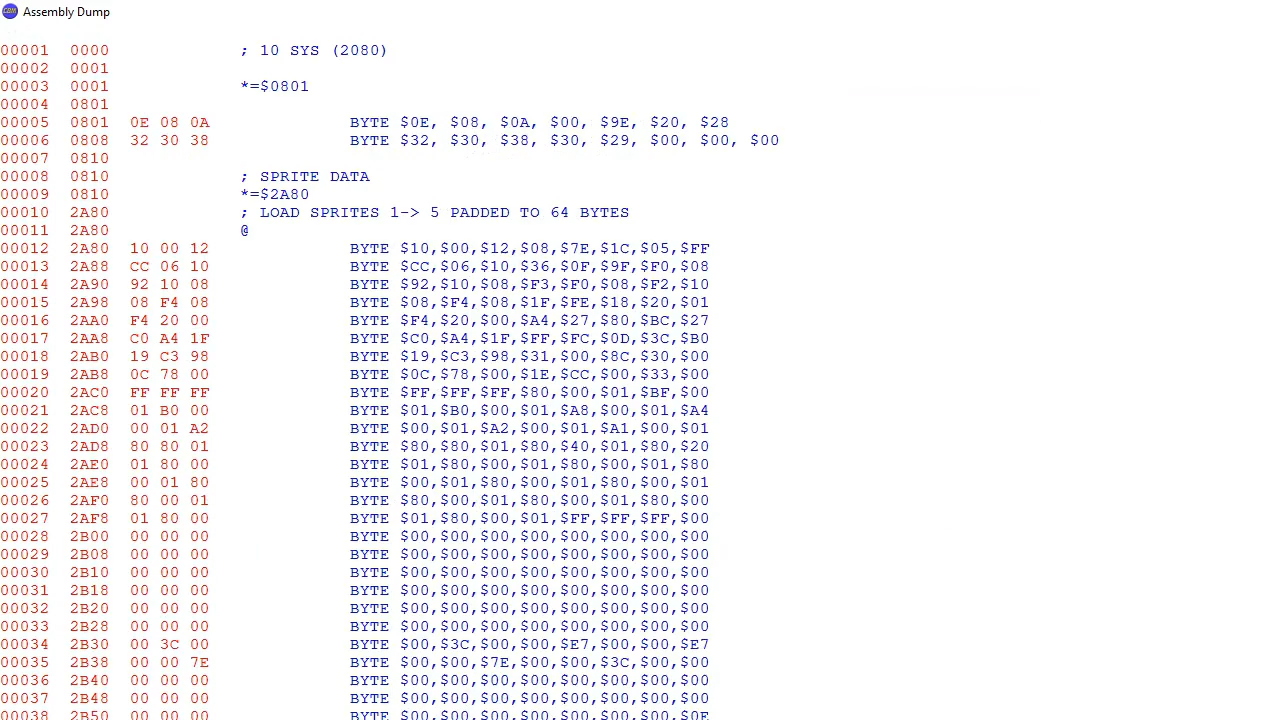 CBM Assembly Dump
00001 0000 ; 10 SYS (2080)
00002 0001
00003 0001 *=$0801
00004 0801
00005 0801 0E 08 0A BYTE $0E, $08, $0A, $00, $9E, $20, $28
00006 0808 32 30 38 BYTE $32, $30, $38, $30, $29, $00, $00, $00
00007 0810
00008 0810 ; SPRITE DATA
00009 0810 *=$2A80
00010 2A80 ; LOAD SPRITES 1-> 5 PADDED TO 64 BYTES
00011 2A80 @
00012 2A80 10 00 12 BYTE $10,$00,$12,$08,$7E,$1C,$05,$FF
00013 2A88 CC 06 10 BYTE $CC,$06,$10,$36,$0F,$9F,$F0,$08
00014 2A90 92 10 08 BYTE $92,$10,$08,$F3,$F0,$08,$F2,$10
00015 2A98 08 F4 08 BYTE $08,$F4,$08,$1F,$FE,$18,$20,$01
00016 2AA0 F4 20 00 BYTE $F4,$20,$00,$A4,$27,$80,$BC,$27
00017 2AA8 C0 A4 1F BYTE $C0,$A4,$1F,$FF,$FC,$0D,$3C,$B0
00018 2AB0 19 C3 98 BYTE $19,$C3,$98,$31,$00,$8C,$30,$00
00019 2AB8 0C 78 00 BYTE $0C,$78,$00,$1E,$CC,$00,$33,$00
00020 2AC0 FF FF FF BYTE $FF,$FF,$FF,$80,$00,$01,$BF,$00
00021 2AC8 01 B0 00 BYTE $01,$B0,$00,$01,$A8,$00,$01,$A4
00022 2AD0 00 01 A2 BYTE $00,$01,$A2,$00,$01,$A1,$00,$01
00023 2AD8 80 80 01 BYTE $80,$80,$01,$80,$40,$01,$80,$20
00024 2AE0 01 80 00 BYTE $01,$80,$00,$01,$80,$00,$01,$80
00025 2AE8 00 01 80 BYTE $00,$01,$80,$00,$01,$80,$00,$01
00026 2AF0 80 00 01 BYTE $80,$00,$01,$80,$00,$01,$80,$00
00027 2AF8 01 80 00 BYTE $01,$80,$00,$01,$FF,$FF,$FF,$00
00028 2B00 00 00 00 BYTE $00,$00,$00,$00,$00,$00,$00,$00
00029 2B08 00 00 00 BYTE $00,$00,$00,$00,$00,$00,$00,$00
00030 2B10 00 00 00 BYTE $00,$00,$00,$00,$00,$00,$00,$00
00031 2B18 00 00 00 BYTE $00,$00,$00,$00,$00,$00,$00,$00
00032 2B20 00 00 00 BYTE $00,$00,$00,$00,$00,$00,$00,$00
00033 2B28 00 00 00 BYTE $00,$00,$00,$00,$00,$00,$00,$00
00034 2B30 00 3C 00 BYTE $00,$3C,$00,$00,$E7,$00,$00,$E7
00035 2B38 00 00 7E BYTE $00,$00,$7E,$00,$00,$3C,$00,$00
00036 2B40 00 00 00 BYTE $00,$00,$00,$00,$00,$00,$00,$00
00037 2B48 00 00 00 BYTE $00,$00,$00,$00,$00,$00,$00,$00
00038 2B50 00 00 00 BYTE $00,$00,$00,$00,$00,$00,$00,$0E